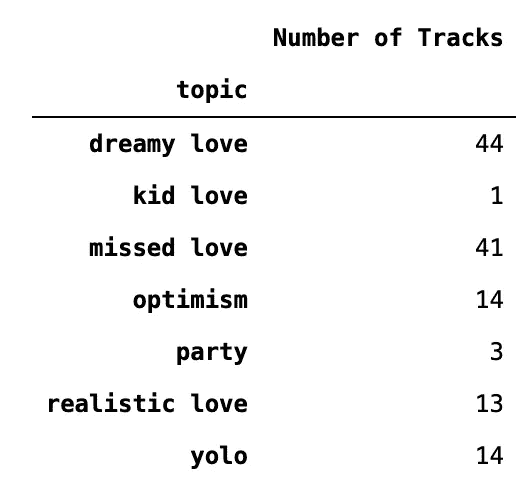 Number of Tracks
topic
dreamy love 44
kid love 1
missed love 41
optimism 14
party 3
realistic love 13
yolo 14